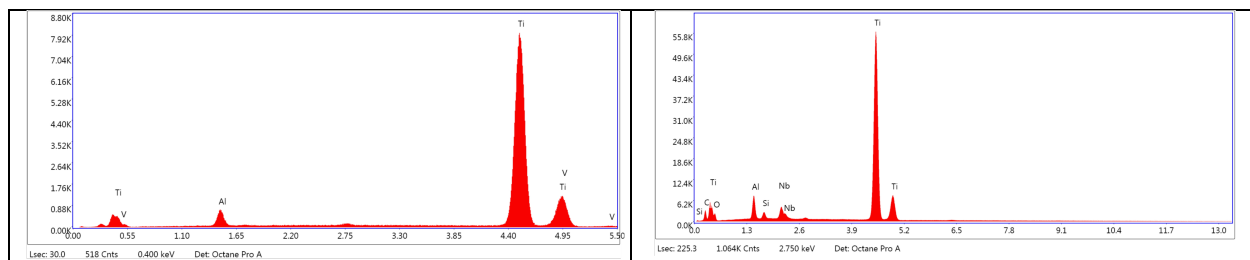 8.80K
7.92K
7.04K
6.16K
5.28K
4.40K
3.52K
2.64K
1.76K
0.88K
0.00K
Ti
V
Al
Ti
V
Ti
V
0.00 0.55 1.10 1.65 2.20 2.75 3.30 3.85 4.40 4.95 5.50
Lsec: 30.0 518 Cnts 0.400 keV Det: Octane Pro A
55.8K
49.6K
43.4K
37.2K
31.0K
24.8K
18.6K
12.4K
6.2K
0.0K
Si
C
Ti
O
Al
Si
Nb
Nb
Ti
Ti
0.0 1.3 2.6 3.9 5.2 6.5 7.8 9.1 10.4 11.7 13.0
Lsec: 225.3 1.064K Cnts 2.750 keV Det: Octane Pro A